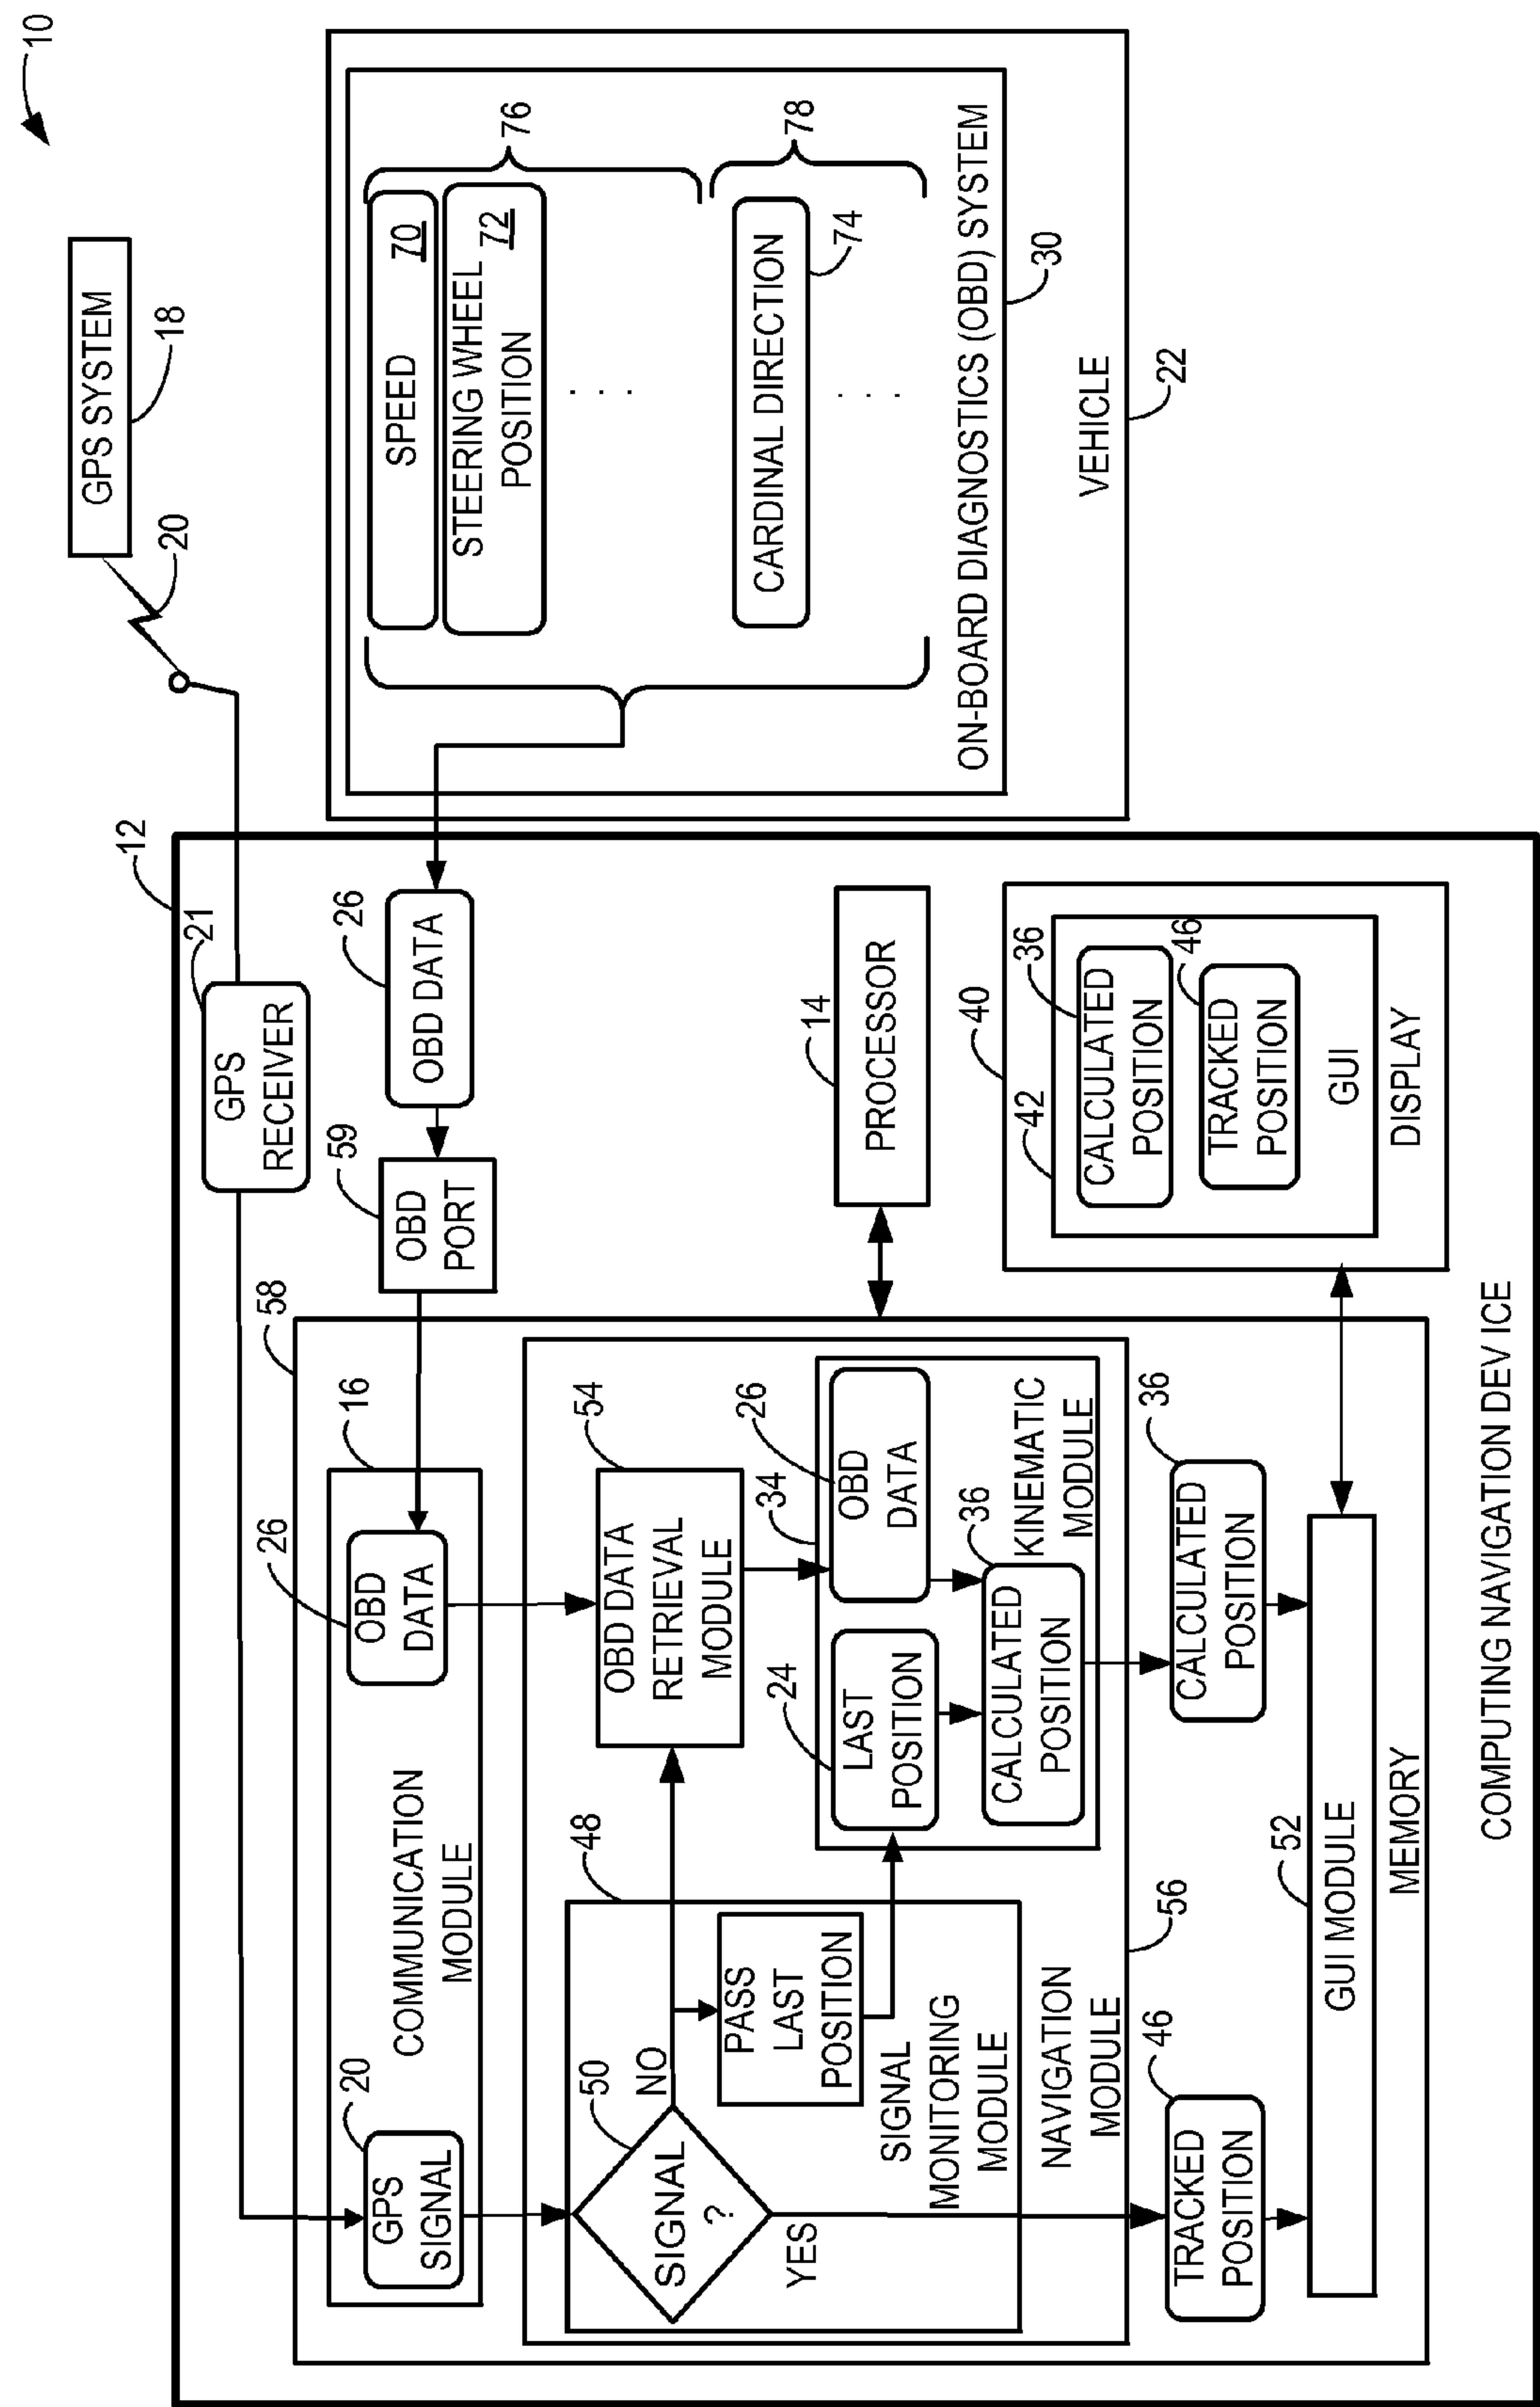 10
GPS SYSTEM
18
20
12
21
GPS
RECEIVER
58
59
OBD
PORT
26
OBD DATA
SPEED 70
STEERING WHEEL 72
POSITION
. . .
76
CARDINAL DIRECTION
74
. . .
78
ON-BOARD DIAGNOSTICS (OBD) SYSTEM
30
VEHICLE
22
20
GPS
SIGNAL
COMMUNICATION
MODULE
26
OBD
DATA
16
50
SIGNAL
?
NO
YES
48
PASS
LAST
POSITION
SIGNAL
MONITORING
MODULE
54
OBD DATA
RETRIEVAL
MODULE
24
LAST
POSITION
34
26
OBD
DATA
36
CALCULATED
POSITION
KINEMATIC
MODULE
NAVIGATION
MODULE
56
14
PROCESSOR
46
TRACKED
POSITION
36
CALCULATED
POSITION
52
GUI MODULE
MEMORY
40
42
36
CALCULATED
POSITION
46
TRACKED
POSITION
GUI
DISPLAY
COMPUTING NAVIGATION DEV ICE